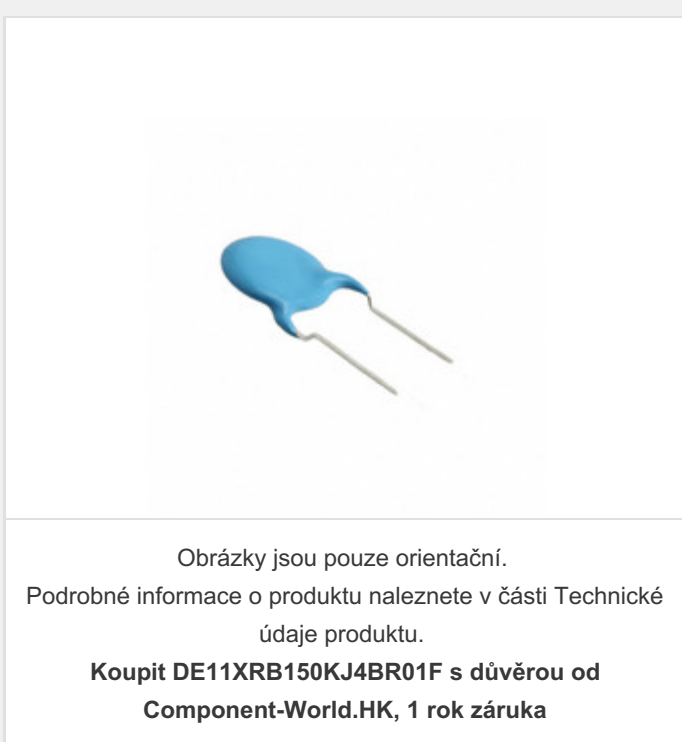 Obrázky jsou pouze orientační.
Podrobné informace o produktu naleznete v části Technické
údaje produktu.
Koupit DE11XRB150KJ4BR01F s důvěrou od
Component-World.HK, 1 rok záruka